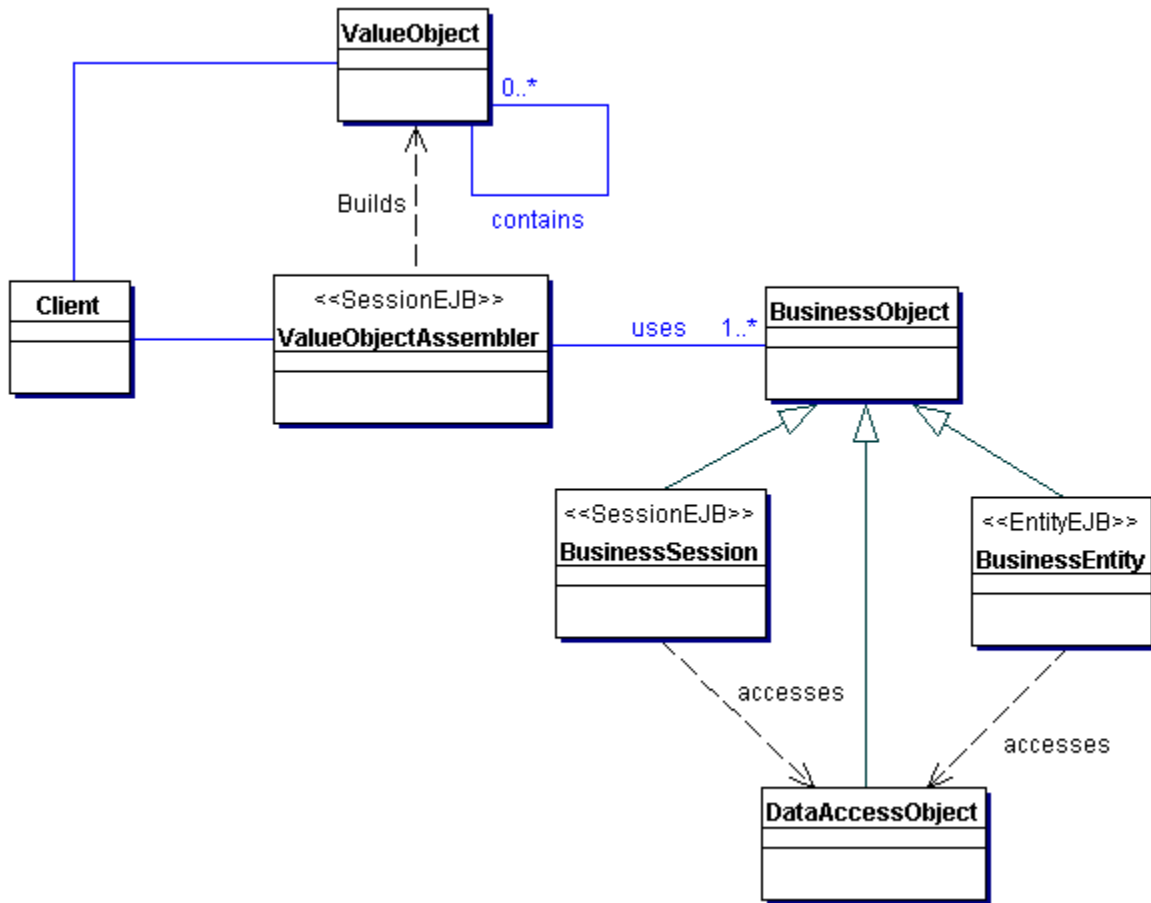 ValueObject
0..*
Builds
contains
Client
<<SessionEJB>>
ValueObjectAssembler
uses 1..*
BusinessObject
<<SessionEJB>>
BusinessSession
<<EntityEJB>>
BusinessEntity
accesses
accesses
DataAccessObject